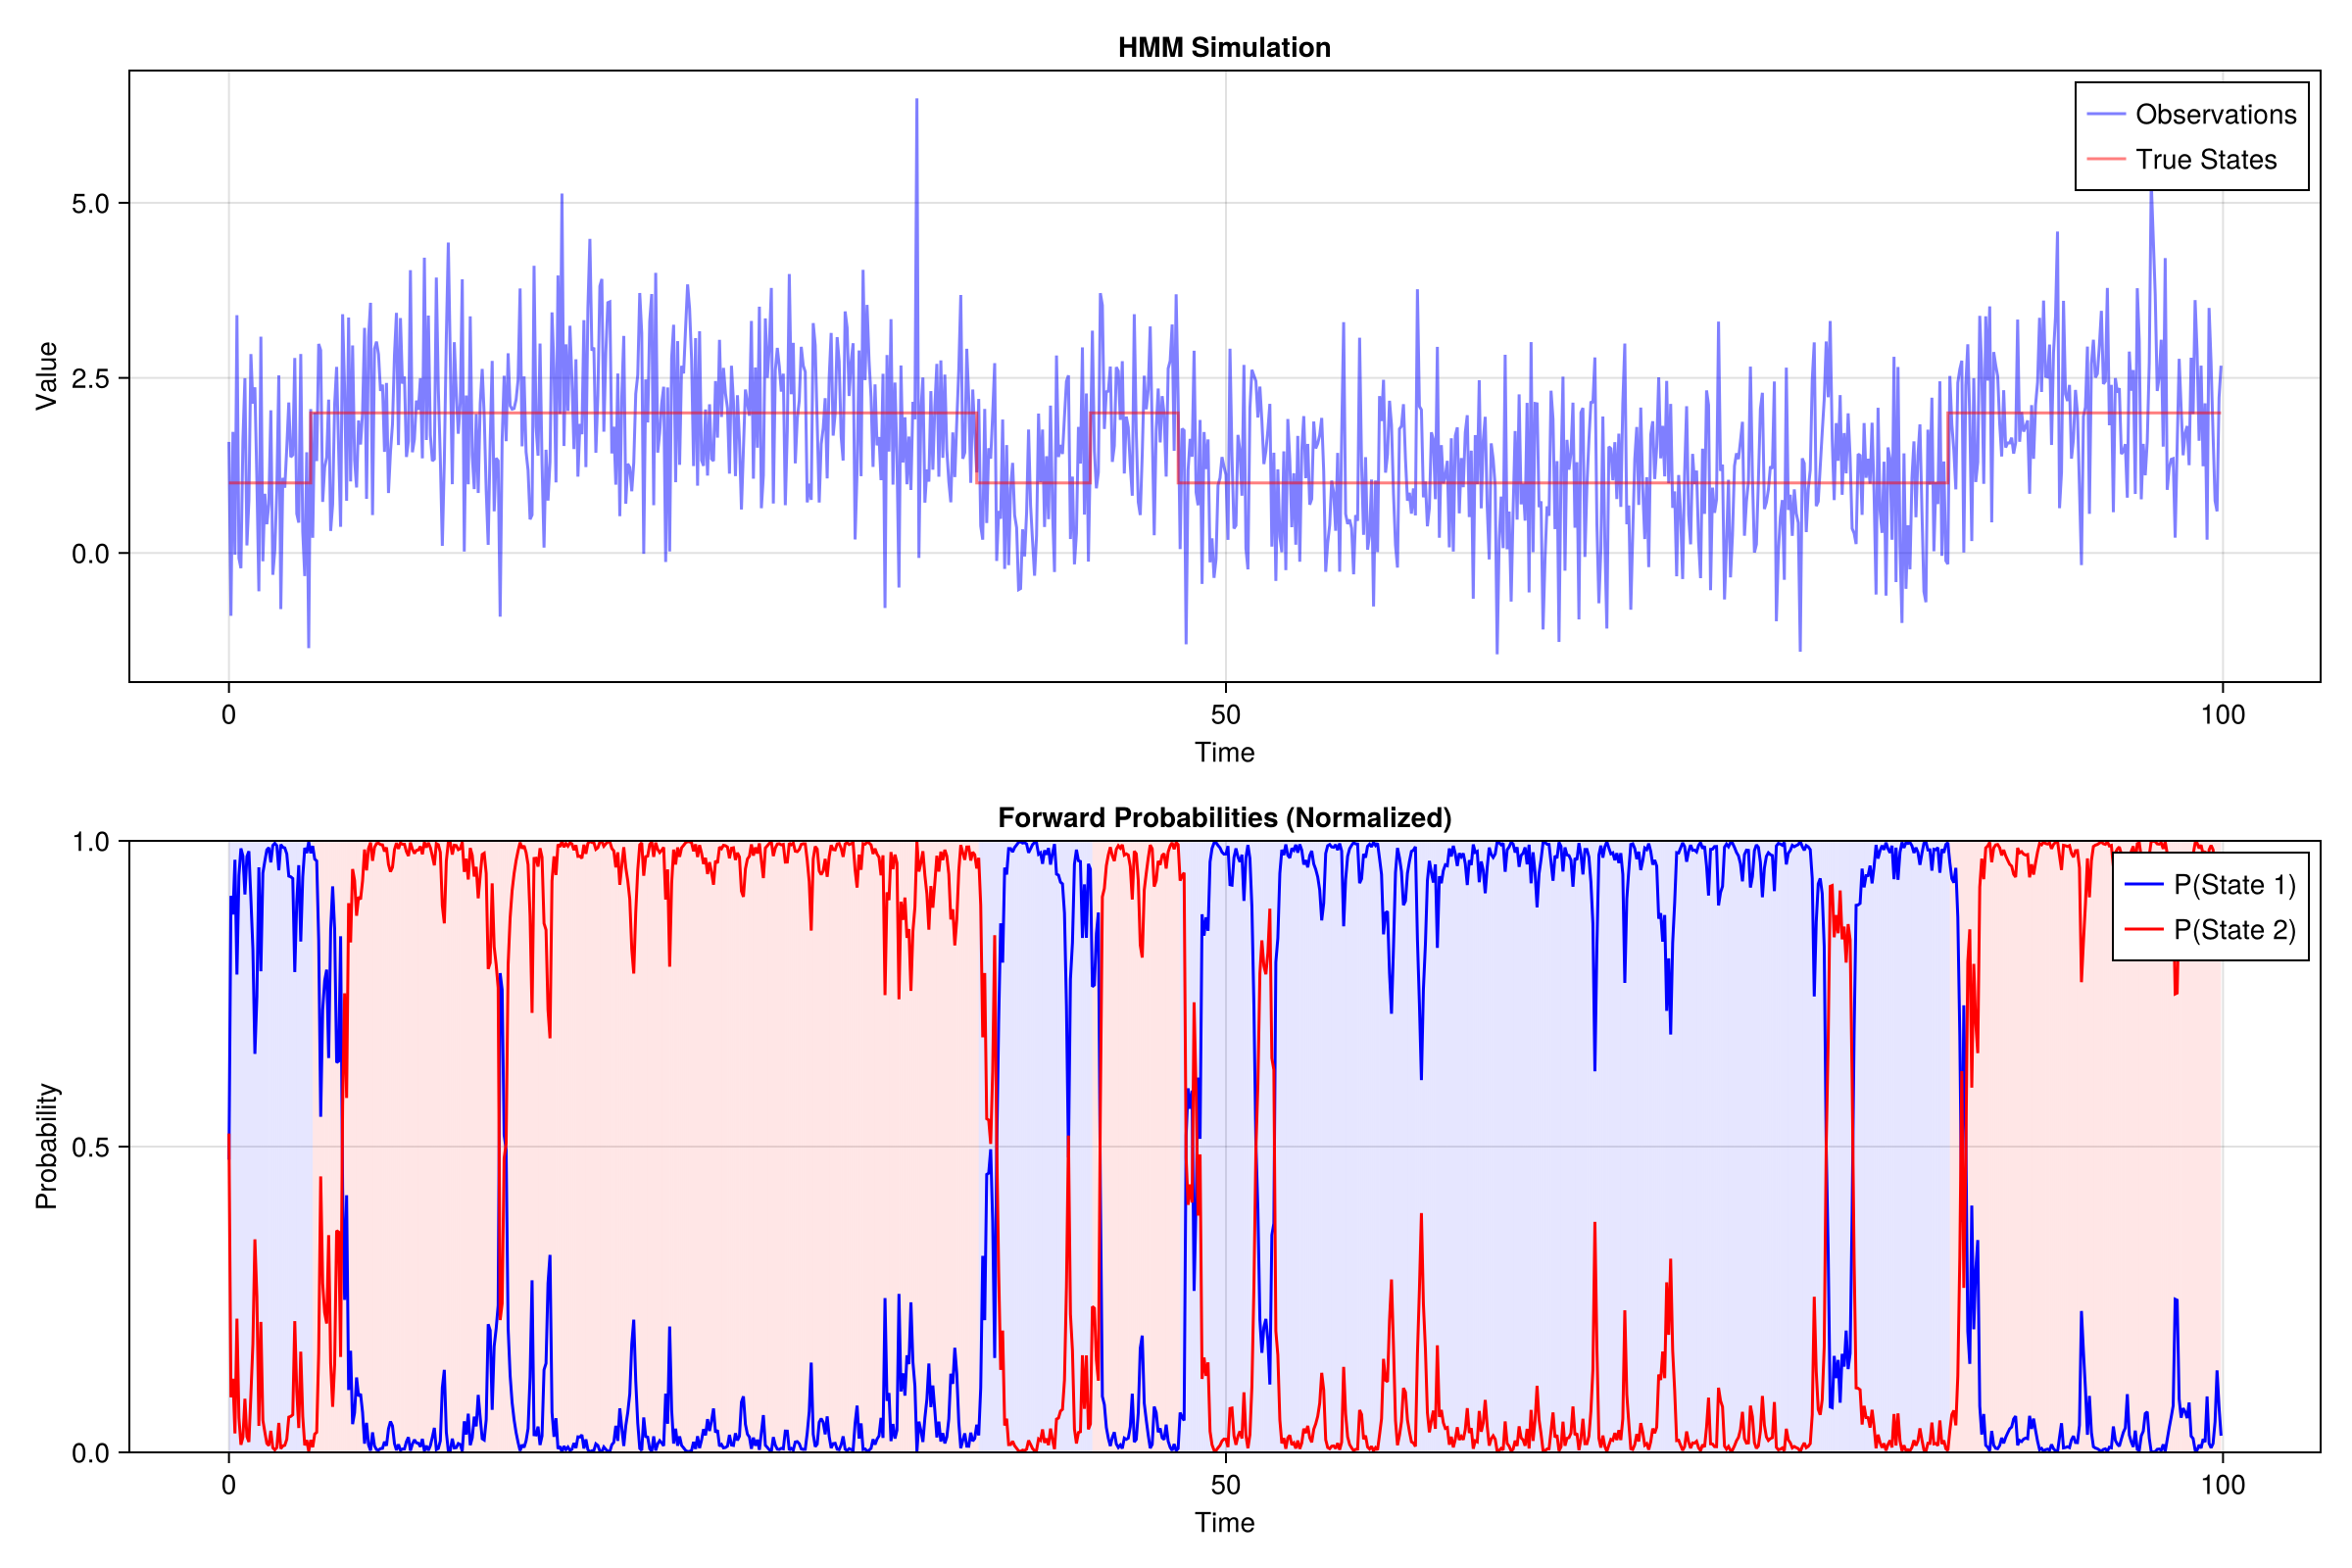 HMM Simulation
Observations
True States
5.0
2.5
0.0
Value
0
50
100
Time
Forward Probabilities (Normalized)
P(State 1)
P(State 2)
1.0
0.5
0.0
Probability
0
50
100
Time